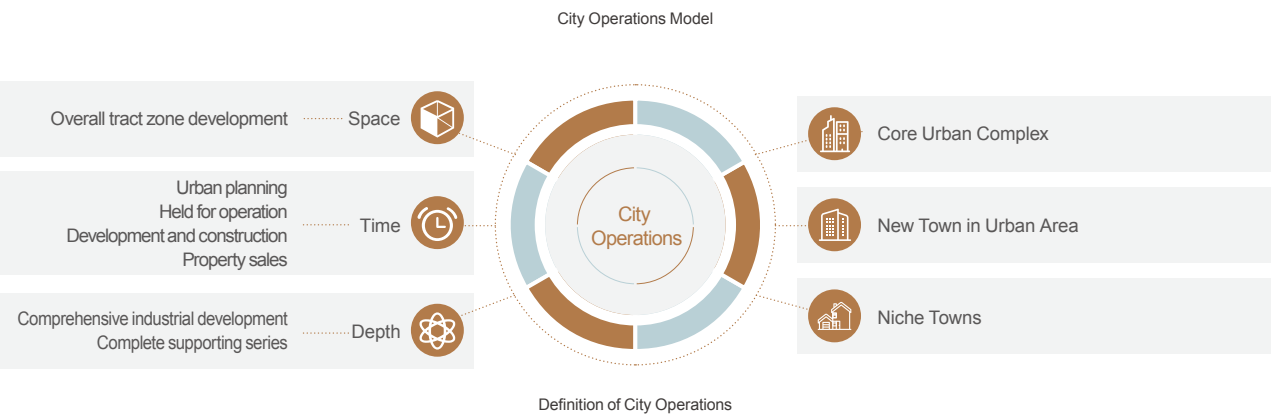 City Operations Model
Overall tract zone development
Space
Urban planning
Held for operation
Development and construction
Property sales
Time
Comprehensive industrial development
Complete supporting series
Depth
City
Operations
Core Urban Complex
New Town in Urban Area
Niche Towns
Definition of City Operations